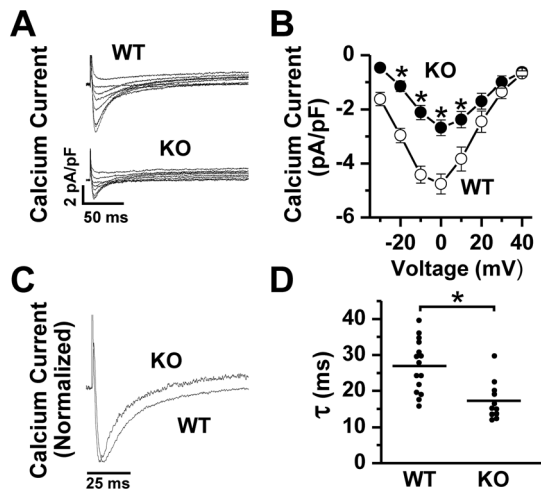 A
WT
KO
Calcium Current
2 pA/pF
50 ms
B
0
-2
-4
-6
Calcium Current
(pA/pF)
KO
* * * *
WT
-20 0 20 40
Voltage (mV)
C
Calcium Current
(Normalized)
KO
WT
25 ms
D
*
40
30
20
10
0
τ (ms)
WT KO